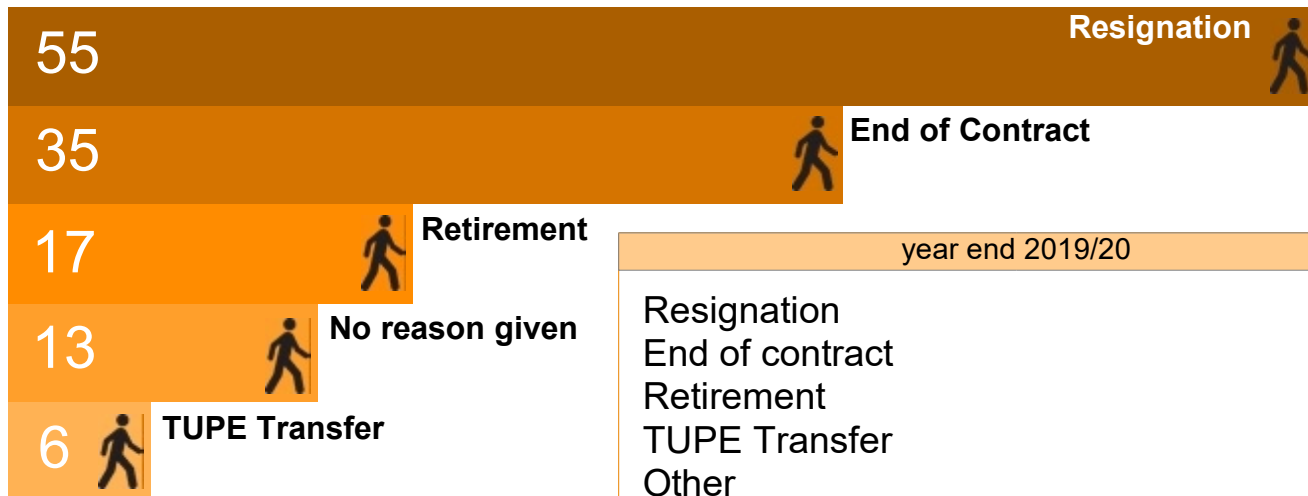 55
Resignation
35
End of Contract
17
Retirement
13
No reason given
6
TUPE Transfer
year end 2019/20
Resignation
End of contract
Retirement
TUPE Transfer
Other